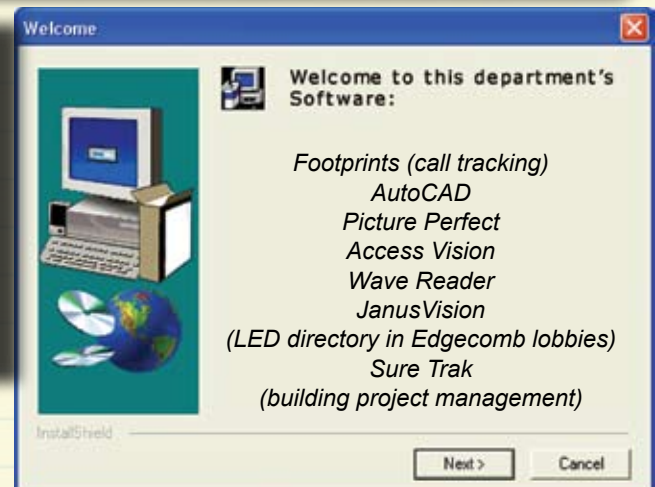 Welcome
Welcome to this department's
Software:
Footprints (call tracking)
AutoCAD
Picture Perfect
Access Vision
Wave Reader
JanusVision
(LED directory in Edgecomb lobbies)
Sure Trak
(building project management)
InstallShield
Next > Cancel